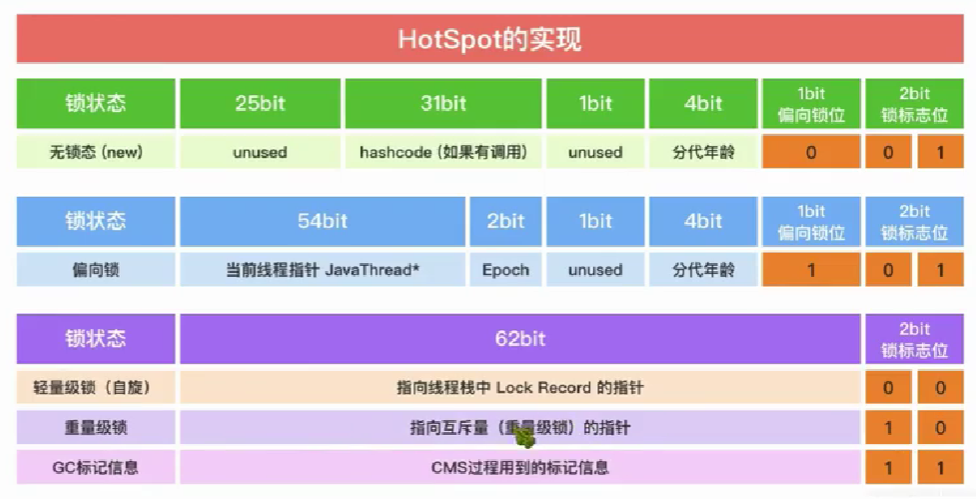 HotSpot的实现
锁状态 25bit 31bit 1bit 4bit 1bit 偏向锁位 2bit 锁标志位
无锁态 (new) unused hashcode (如果有调用) unused 分代年龄 0 0 1
锁状态 54bit 2bit 1bit 4bit 1bit 偏向锁位 2bit 锁标志位
偏向锁 当前线程指针 JavaThread* Epoch unused 分代年龄 1 0 1
锁状态 62bit 2bit 锁标志位
轻量级锁（自旋） 指向线程栈中 Lock Record 的指针 0 0
重量级锁 指向互斥量（重量级锁）的指针 1 0
GC标记信息 CMS过程用到的标记信息 1 1